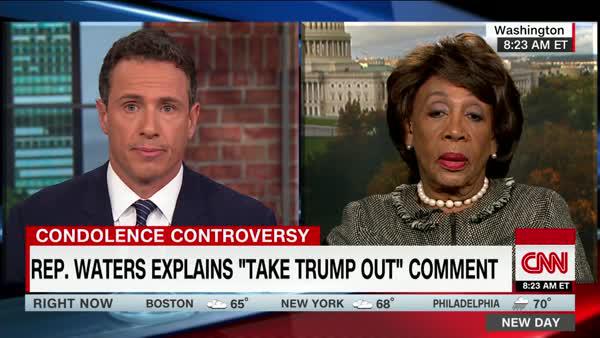 Washington
8:23 AM ET
CONDOLENCE CONTROVERSY
REP. WATERS EXPLAINS "TAKE TRUMP OUT" COMMENT
CNN
8:23 AM ET
RIGHT NOW BOSTON 65° NEW YORK 68° PHILADELPHIA 70°
NEW DAY